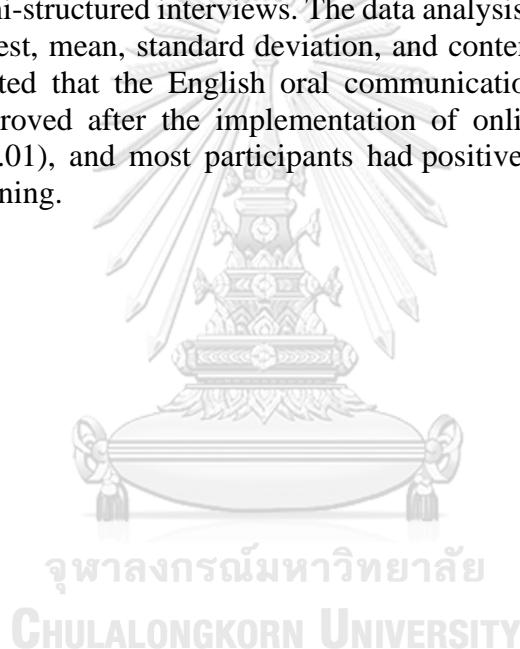 ni-structured interviews. The data analysis
est, mean, standard deviation, and conte
ted that the English oral communicatio
proved after the implementation of onli
.01), and most participants had positive
ning.
จุฬาลงกรณ์มหาวิทยาลัย
CHULALONGKORN UNIVERSITY